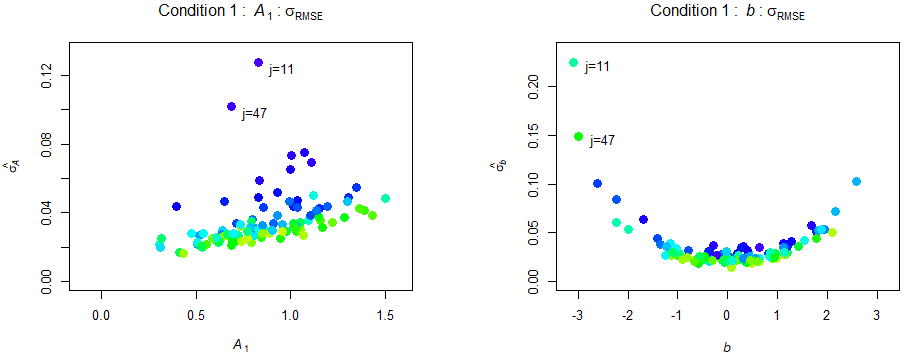 Condition 1 : A1 : σRMSE
σ̂A
0.00
0.04
0.08
0.12
j=11
j=47
0.0
0.5
1.0
1.5
A1
Condition 1 : b : σRMSE
σ̂b
0.00
0.05
0.10
0.15
0.20
j=11
j=47
-3
-2
-1
0
1
2
3
b